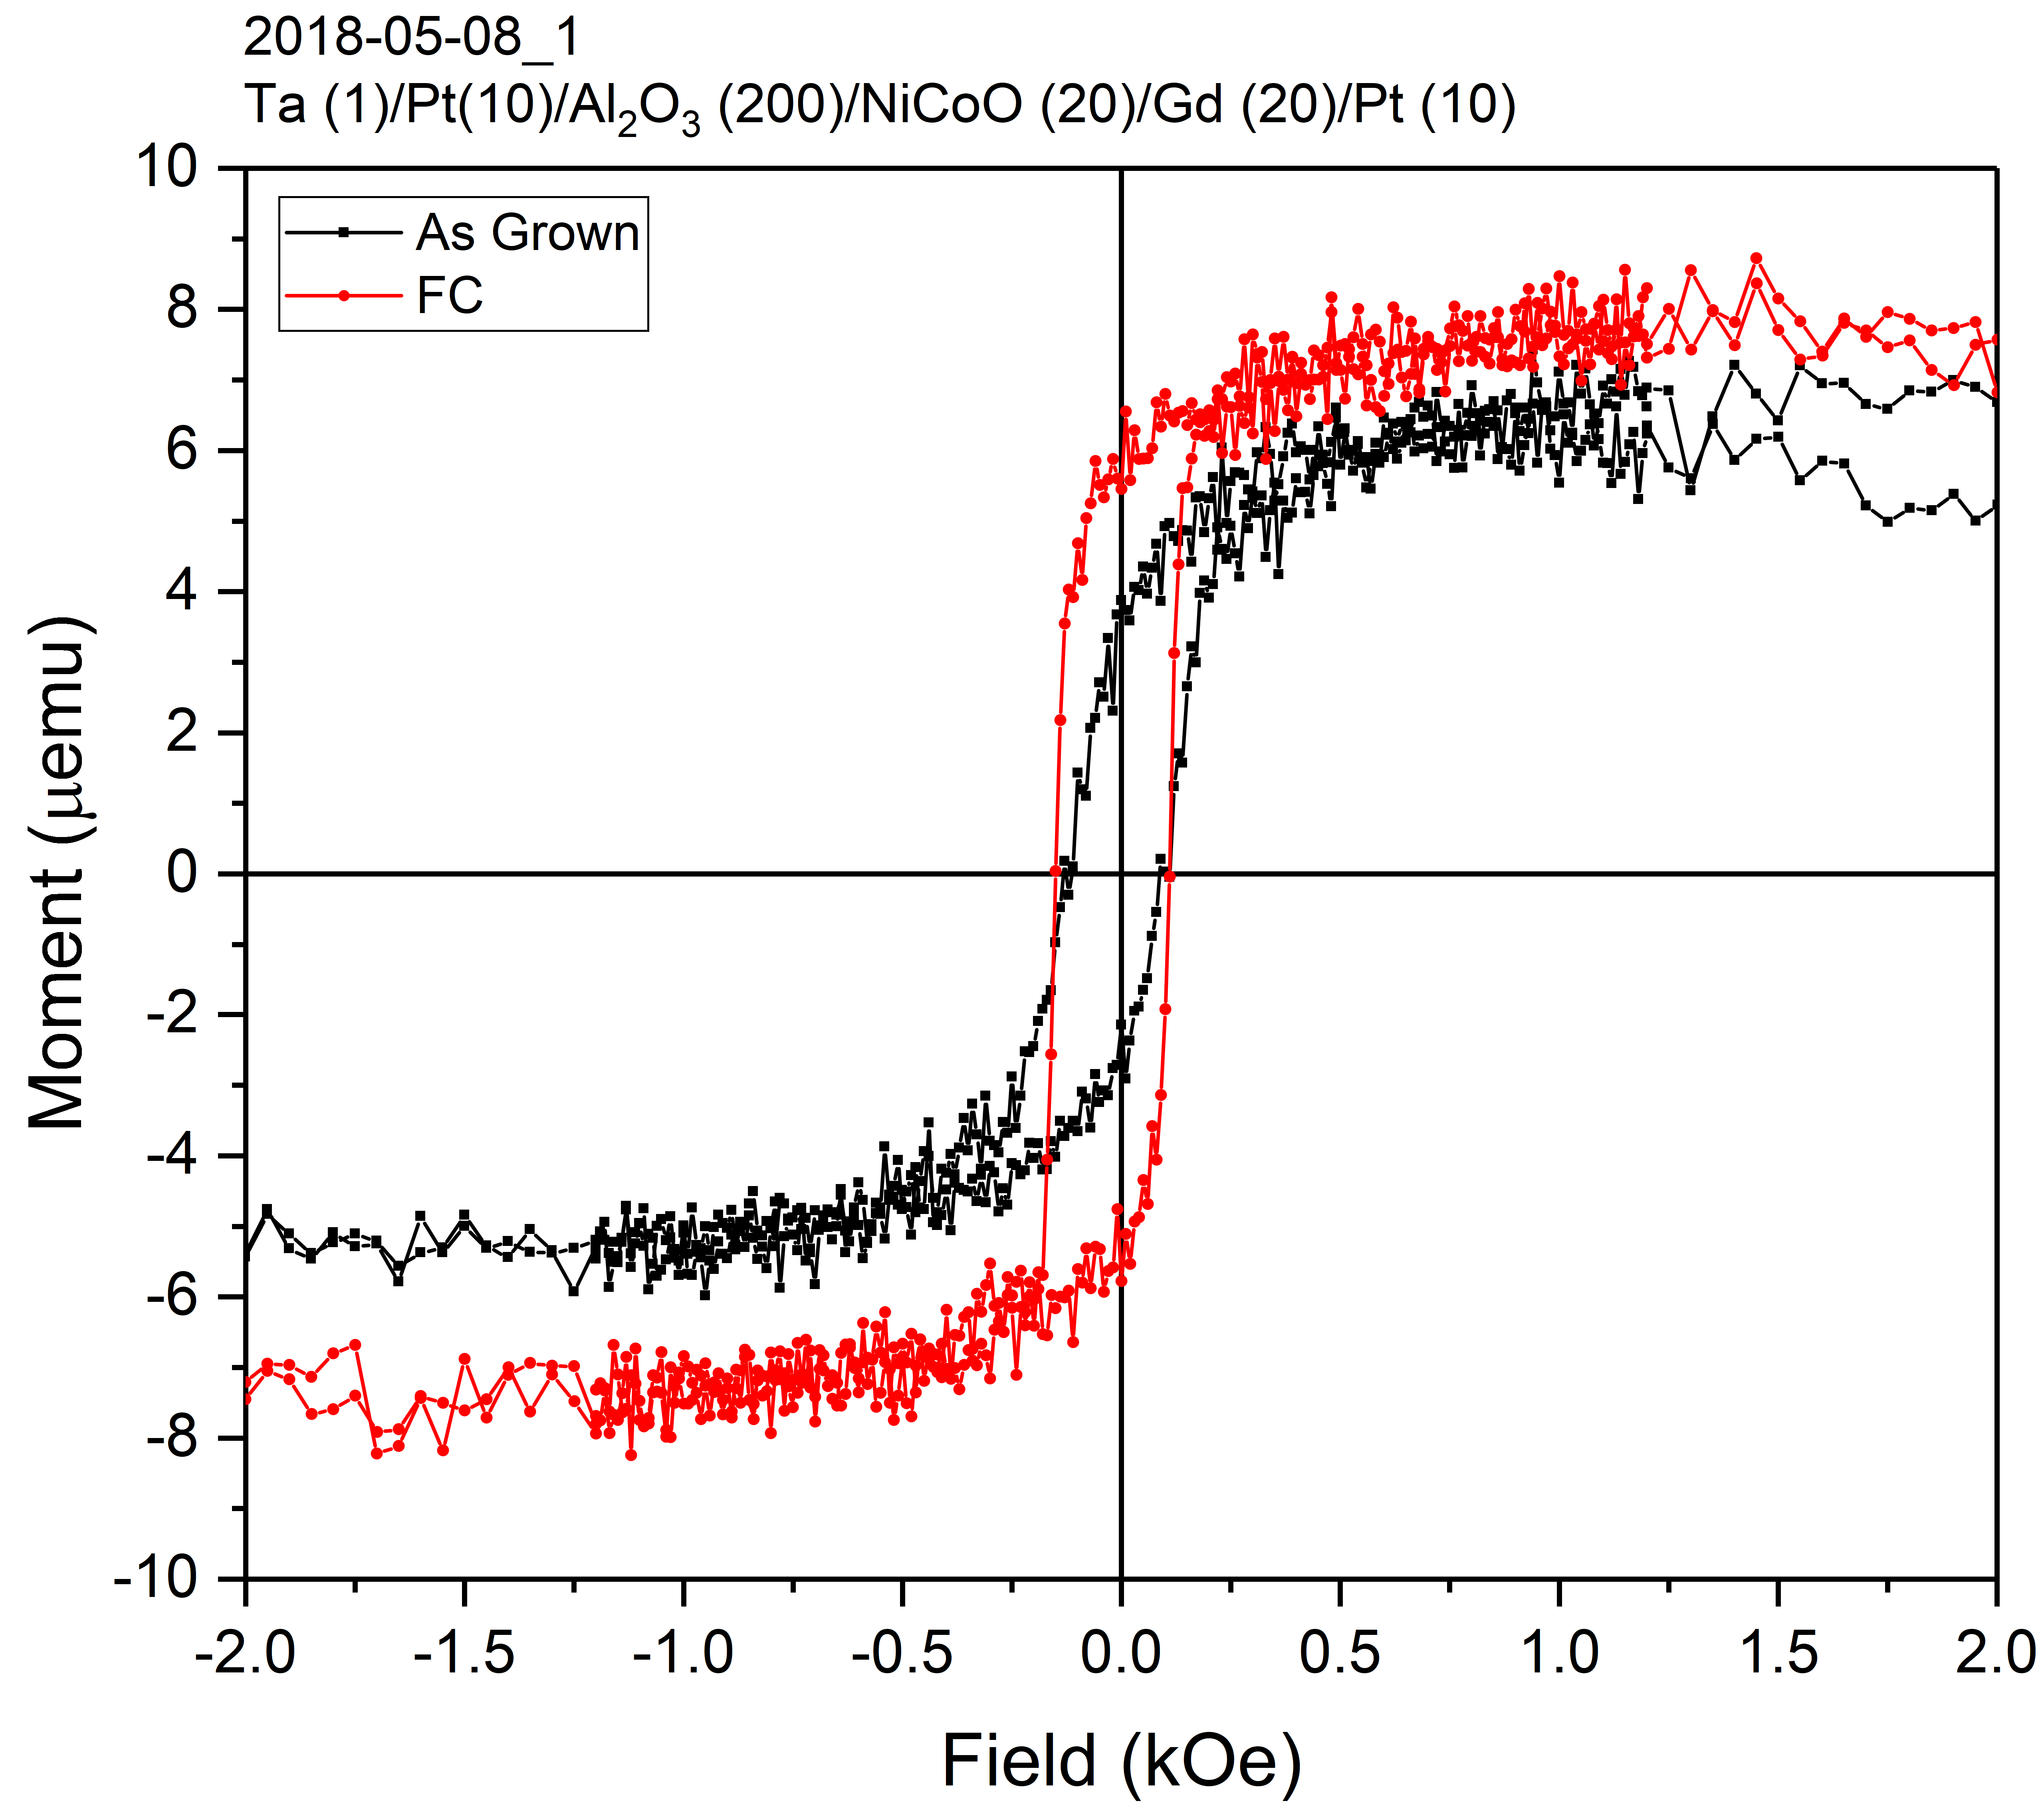 2018-05-08_1
Ta (1)/Pt(10)/Al₂O₃ (200)/NiCoO (20)/Gd (20)/Pt (10)
As Grown
FC
10
8
6
4
2
0
-2
-4
-6
-8
-10
Moment (μemu)
-2.0 -1.5 -1.0 -0.5 0.0 0.5 1.0 1.5 2.0
Field (kOe)